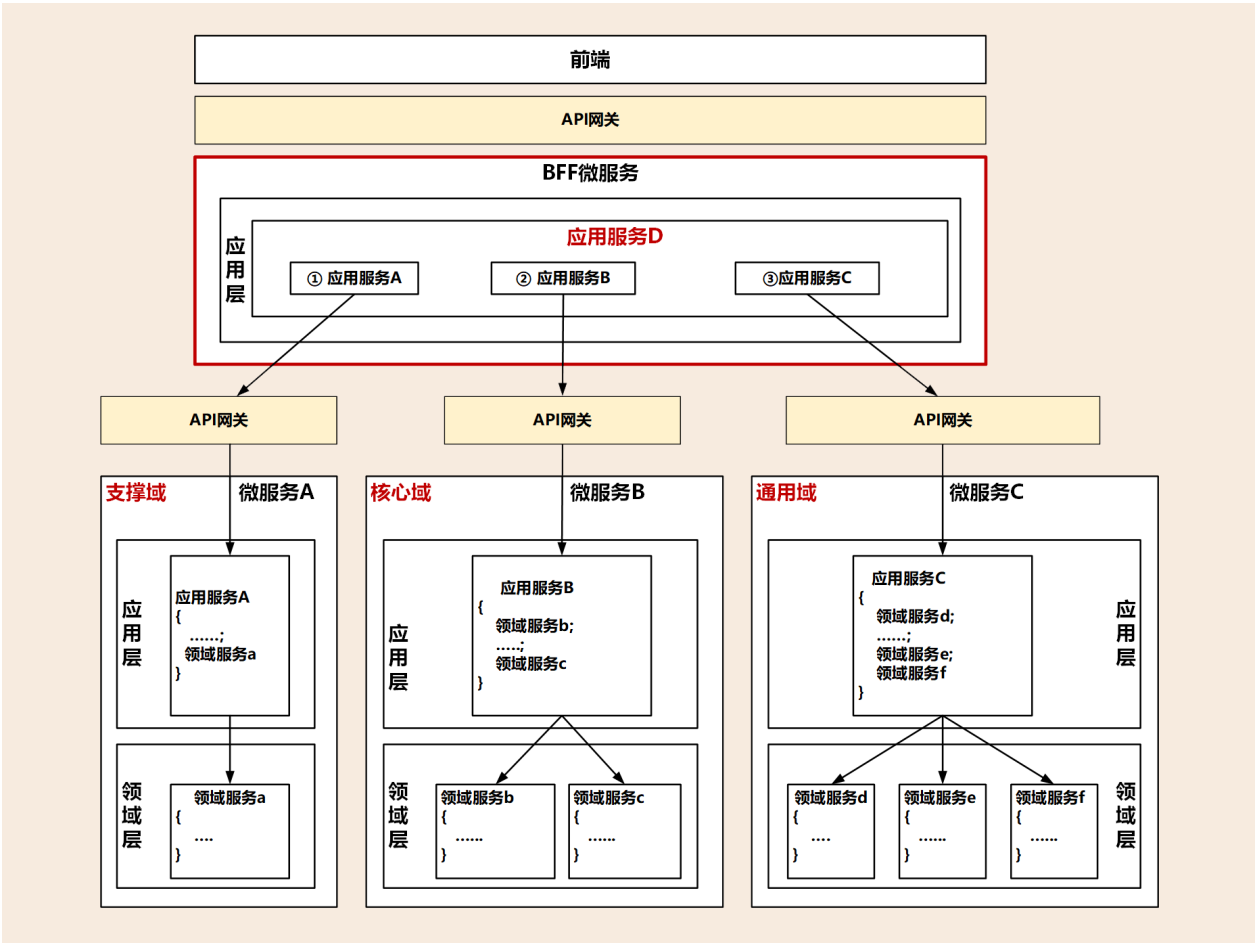 前端
API网关
BFF微服务
应用层
应用服务D
① 应用服务A
② 应用服务B
③应用服务C
API网关
API网关
API网关
支撑域
微服务A
应用层
应用服务A
{
......;
领域服务a
}
领域层
领域服务a
{
....
}
核心域
微服务B
应用层
应用服务B
{
领域服务b;
.....;
领域服务c
}
领域层
领域服务b
{
......
}
领域服务c
{
......
}
通用域
微服务C
应用服务C
{
领域服务d;
......;
领域服务e;
领域服务f
}
应用层
领域服务d
{
....
}
领域服务e
{
......
}
领域服务f
{
......
}
领域层